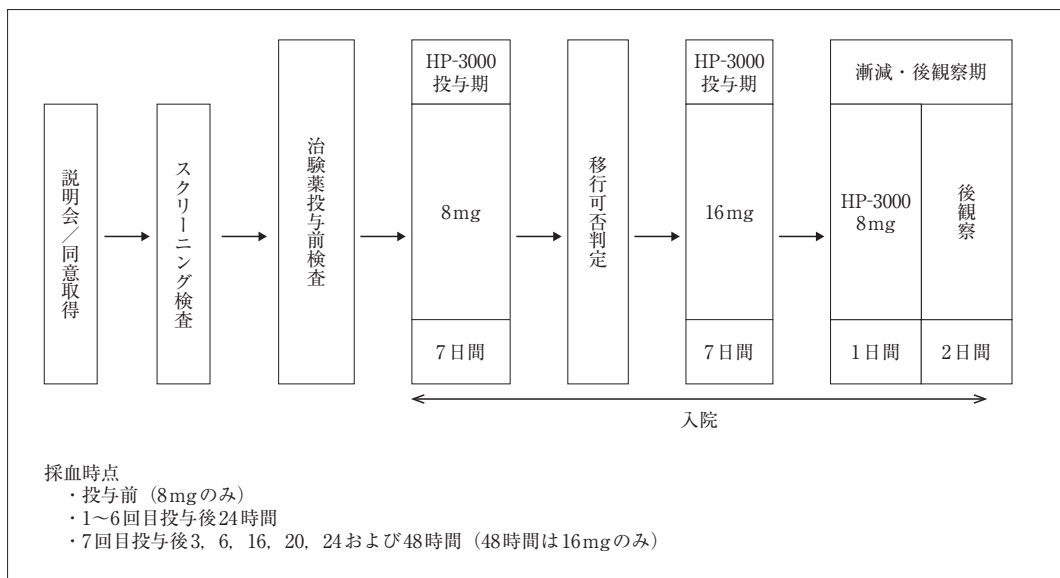 説明会／同意取得
スクリーニング検査
治験薬投与前検査
HP-3000
投与期
8mg
7日間
移行可否判定
HP-3000
投与期
16mg
7日間
漸減・後観察期
HP-3000
8mg
1日間
後観察
2日間
入院
採血時点
・投与前（8mgのみ）
・1～6回目投与後24時間
・7回目投与後3，6，16，20，24および48時間（48時間は16mgのみ）